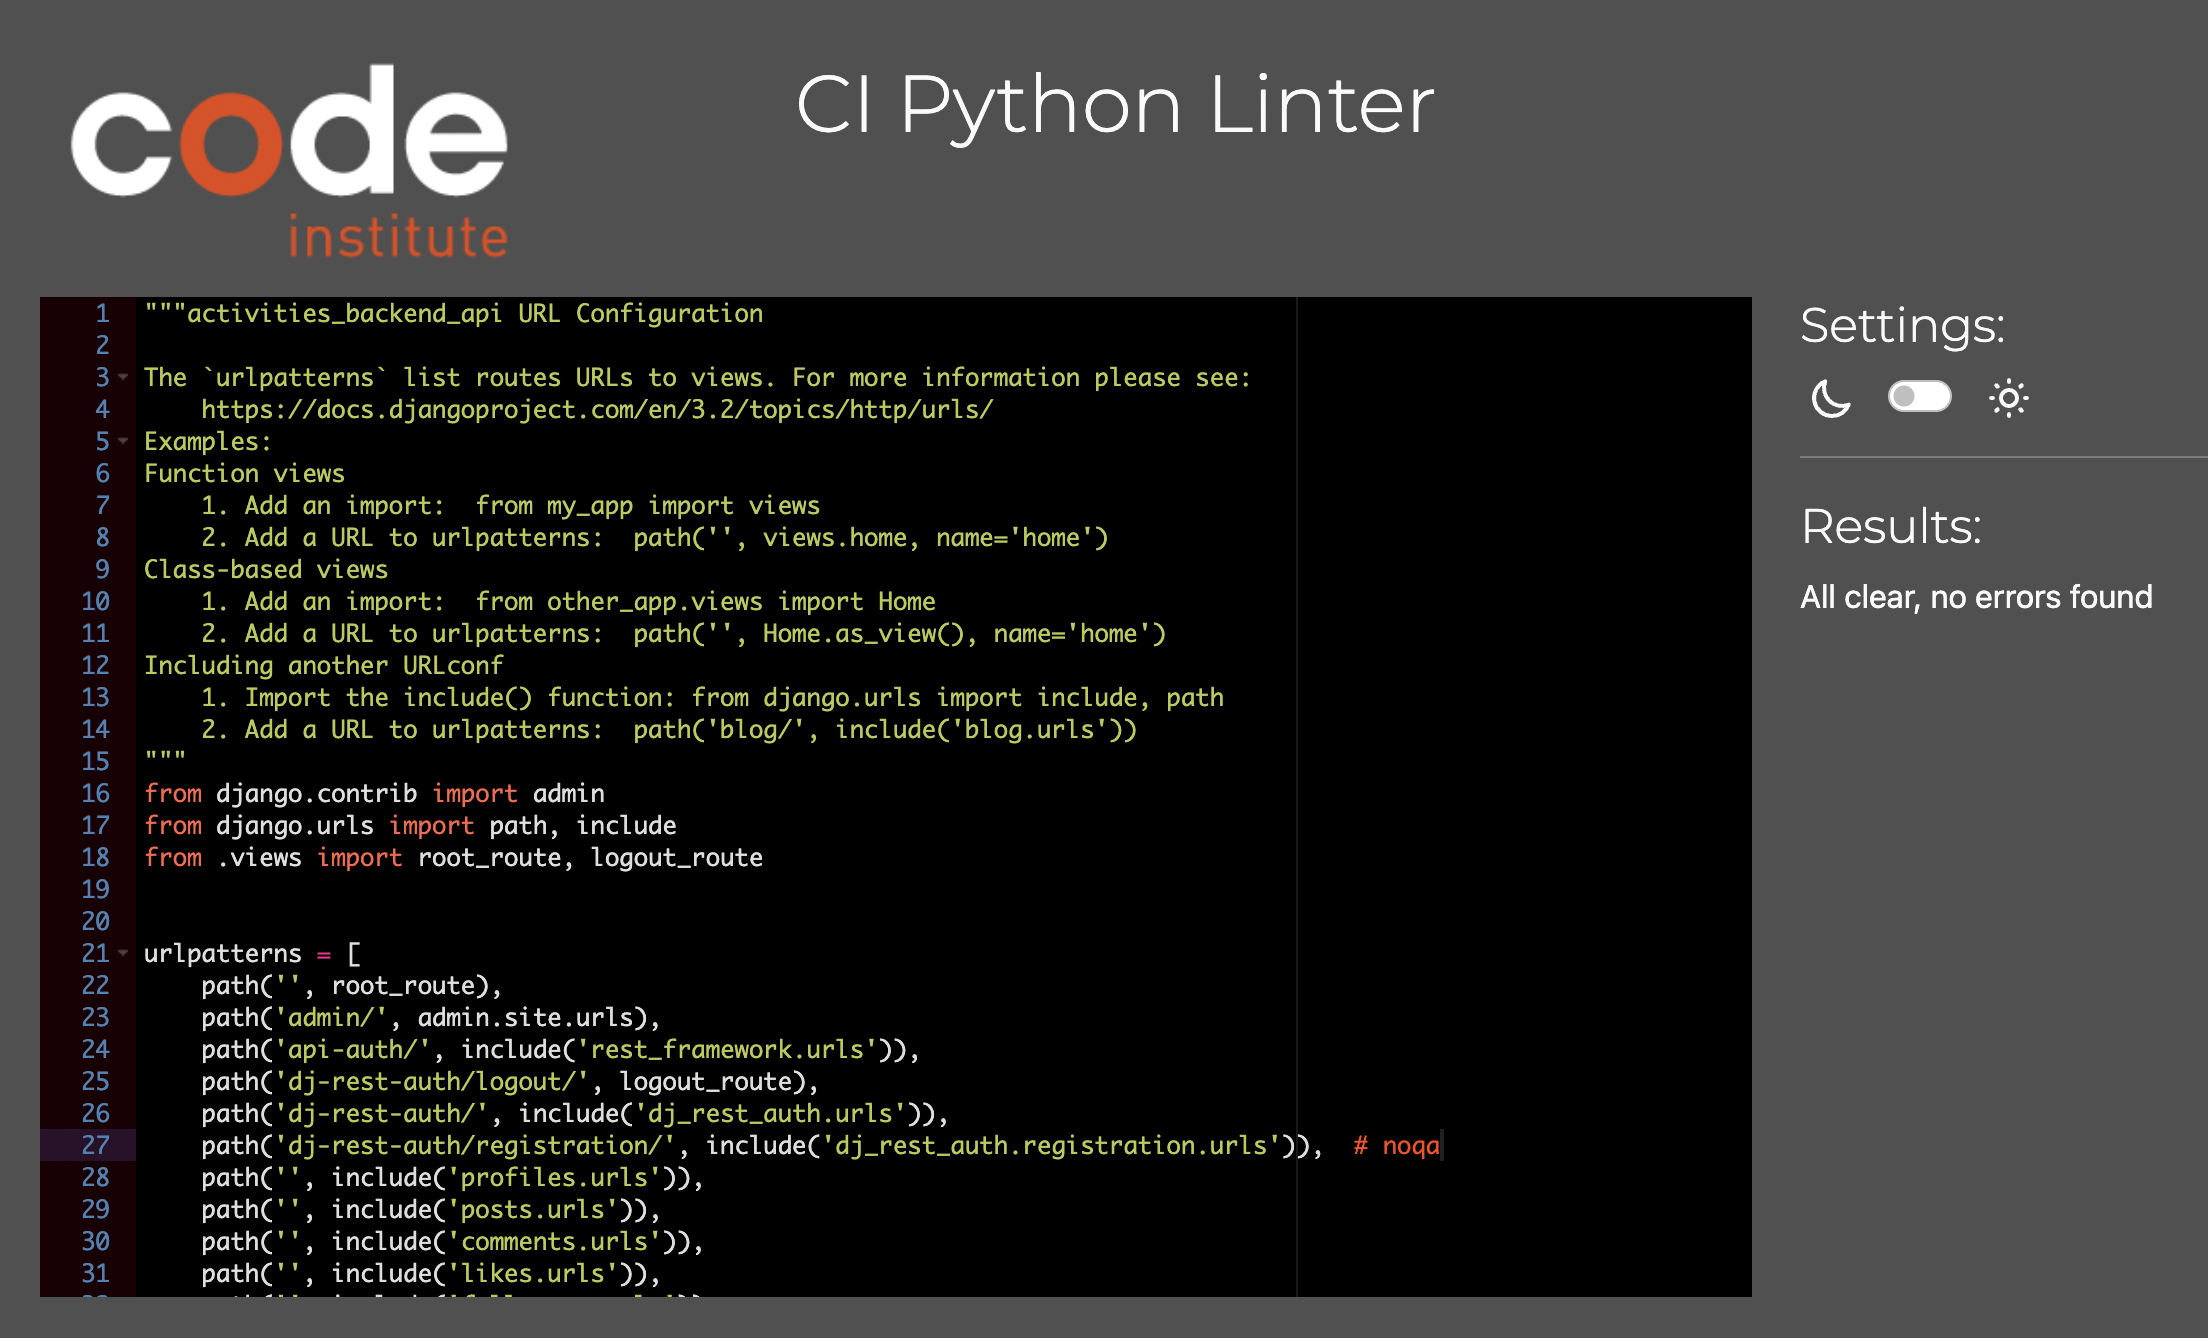 code
institute
CI Python Linter
1 """activities_backend_api URL Configuration
2
3 The `urlpatterns` list routes URLs to views. For more information please see:
4     https://docs.djangoproject.com/en/3.2/topics/http/urls/
5 Examples:
6 Function views
7     1. Add an import:  from my_app import views
8     2. Add a URL to urlpatterns:  path('', views.home, name='home')
9 Class-based views
10     1. Add an import:  from other_app.views import Home
11     2. Add a URL to urlpatterns:  path('', Home.as_view(), name='home')
12 Including another URLconf
13     1. Import the include() function: from django.urls import include, path
14     2. Add a URL to urlpatterns:  path('blog/', include('blog.urls'))
15 """
16 from django.contrib import admin
17 from django.urls import path, include
18 from .views import root_route, logout_route
19
20
21 urlpatterns = [
22     path('', root_route),
23     path('admin/', admin.site.urls),
24     path('api-auth/', include('rest_framework.urls')),
25     path('dj-rest-auth/logout/', logout_route),
26     path('dj-rest-auth/', include('dj_rest_auth.urls')),
27     path('dj-rest-auth/registration/', include('dj_rest_auth.registration.urls')),  # noqa
28     path('', include('profiles.urls')),
29     path('', include('posts.urls')),
30     path('', include('comments.urls')),
31     path('', include('likes.urls')),
Settings:
Results:
All clear, no errors found